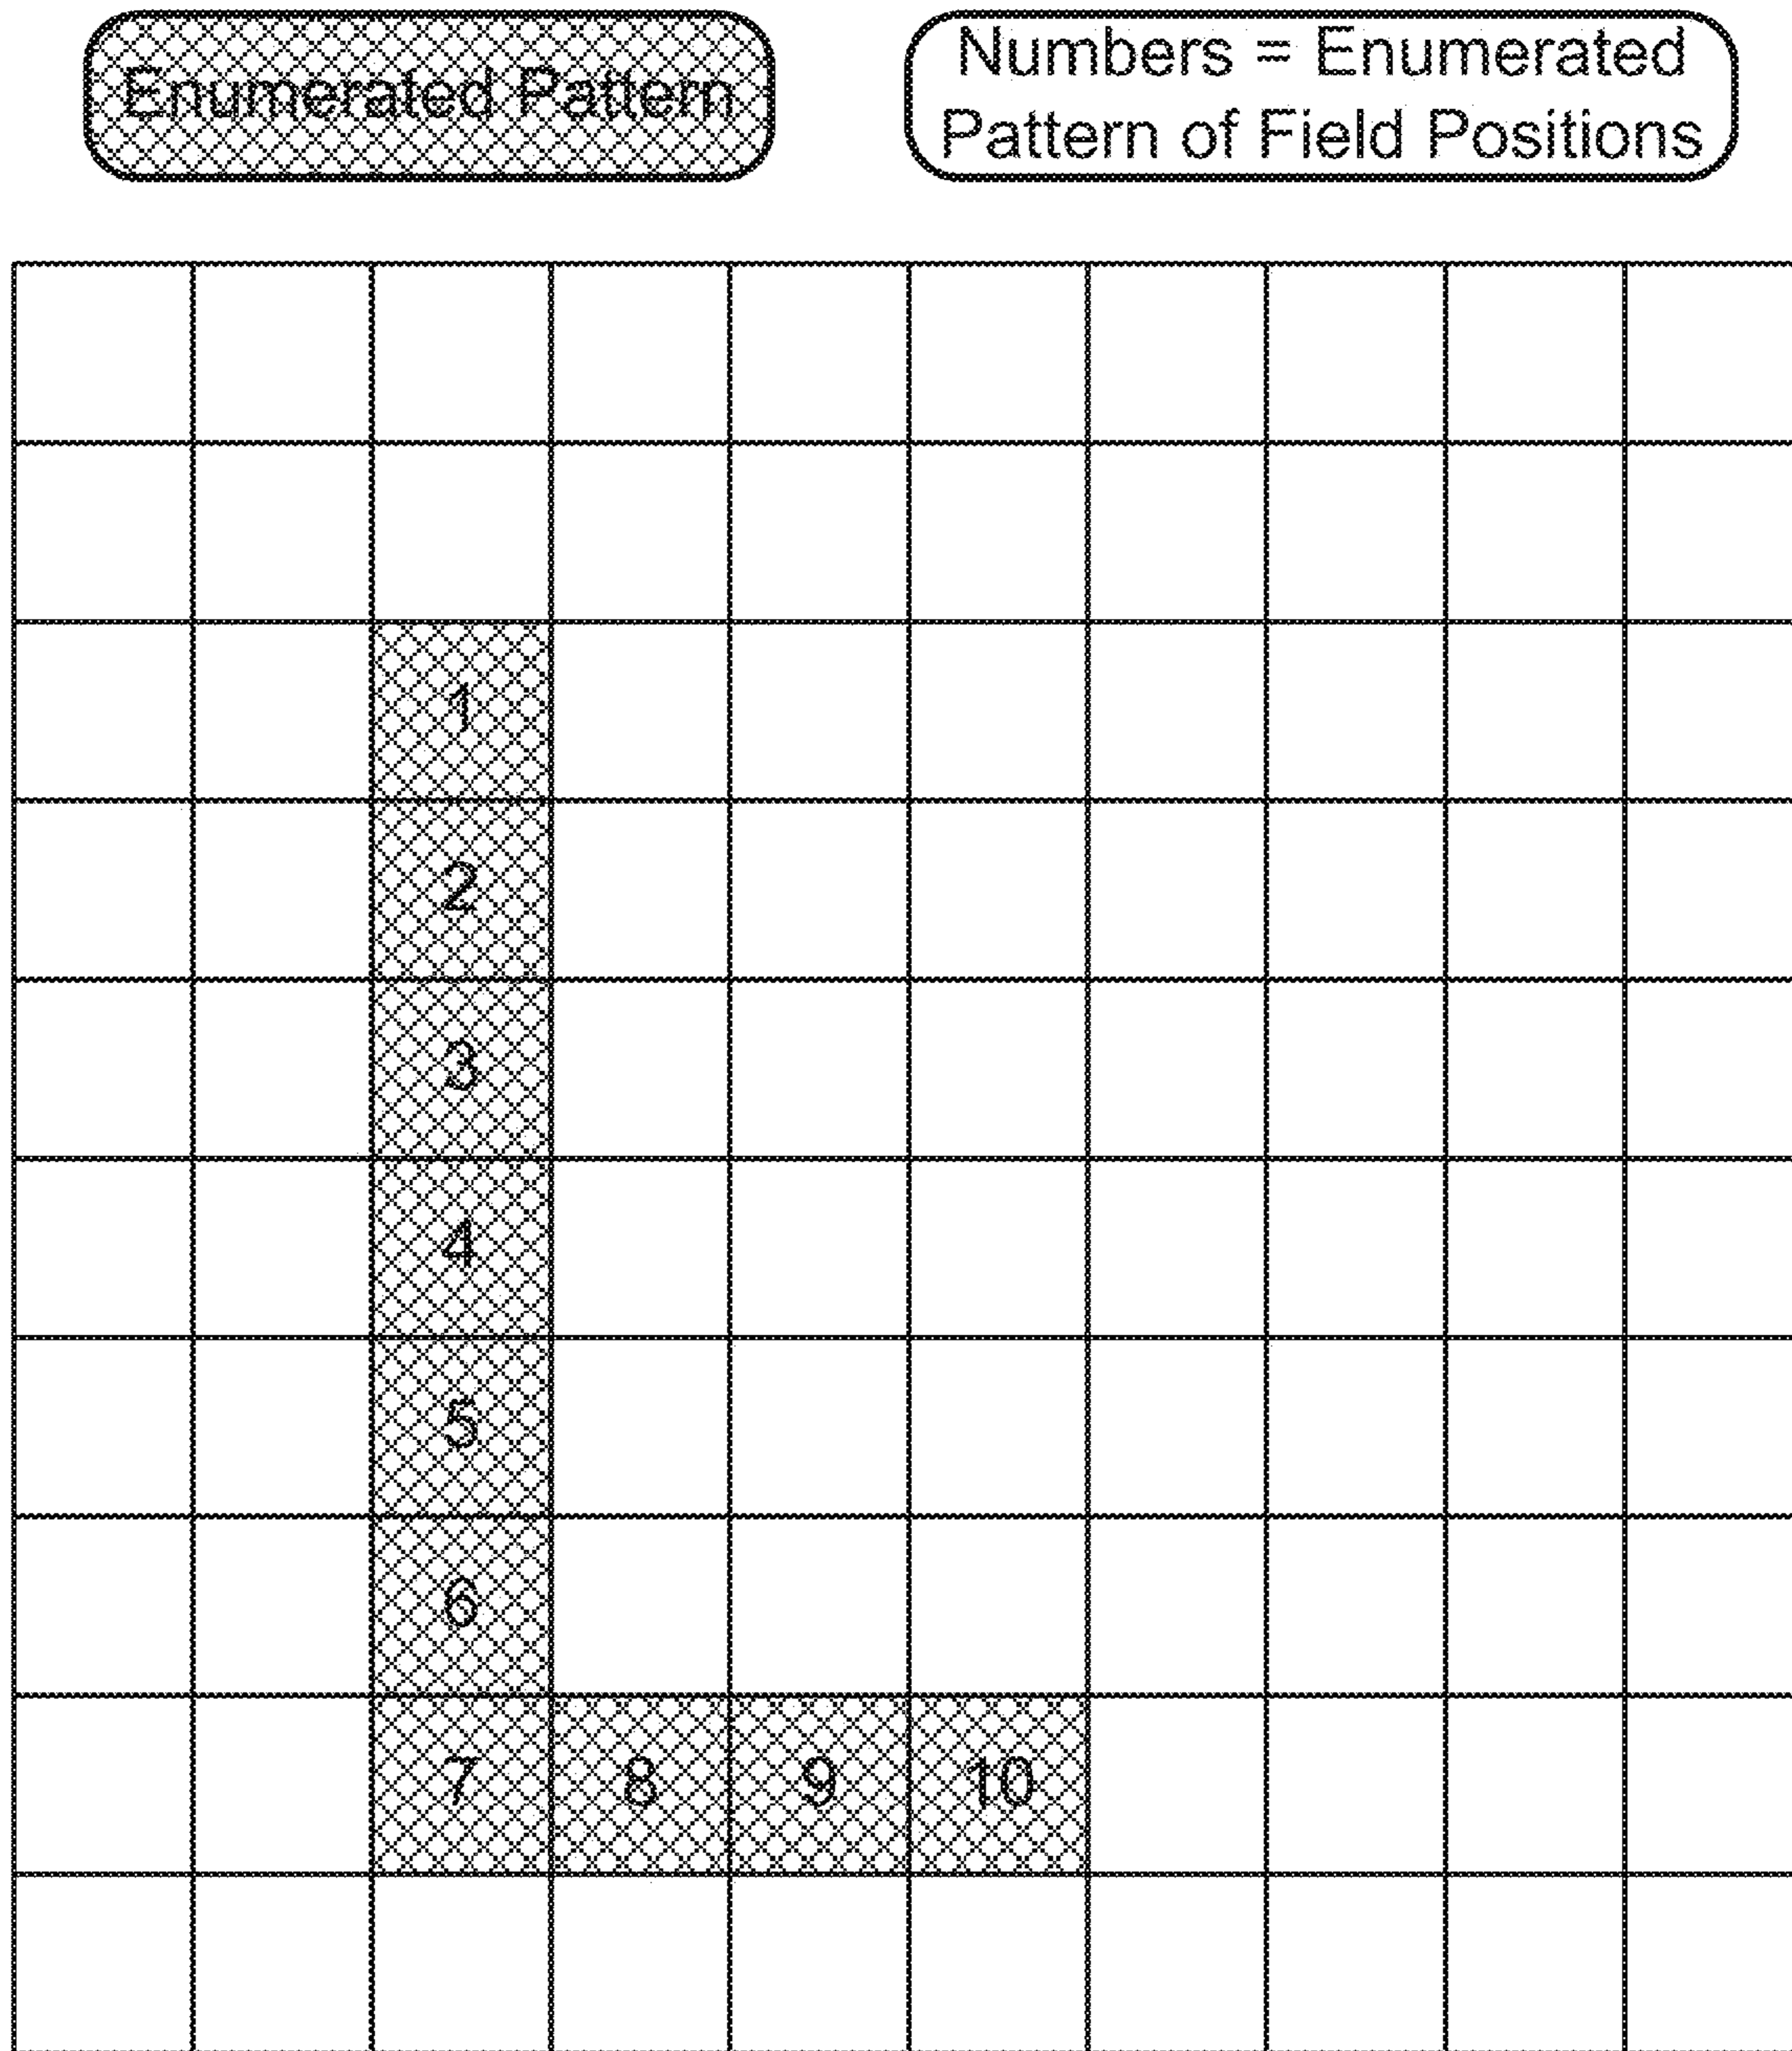 Enumerated Pattern
Numbers = Enumerated
Pattern of Field Positions
1
2
3
4
5
6
7 8 9 10